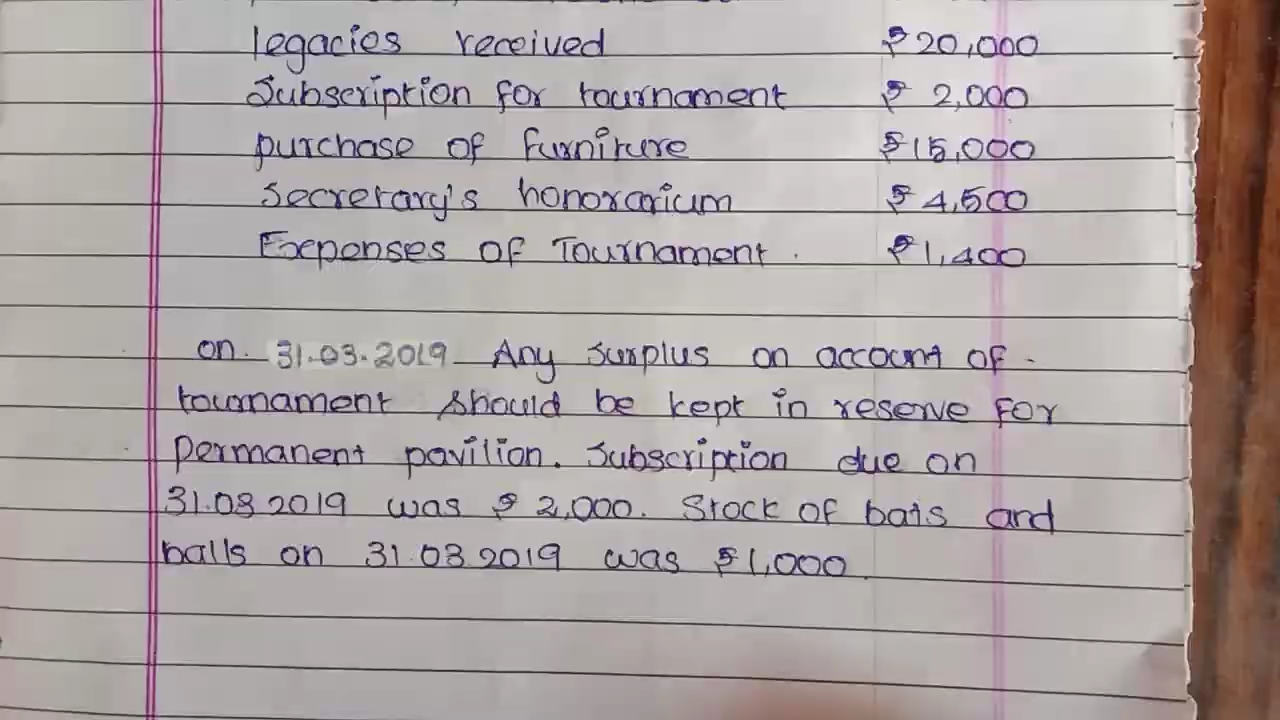 legacies received ₹ 20,000
Subscription for tournament ₹ 2,000
purchase of furniture ₹ 15,000
Secretary's honorarium ₹ 4,500
Expenses of Tournament. ₹ 1,400
on. 31.03.2019 Any surplus on account of
tournament should be kept in reserve for
permanent pavilion. Subscription due on
31.03 2019 was ₹ 2,000. Stock of bats and
balls on 31.03.2019 was ₹ 1,000